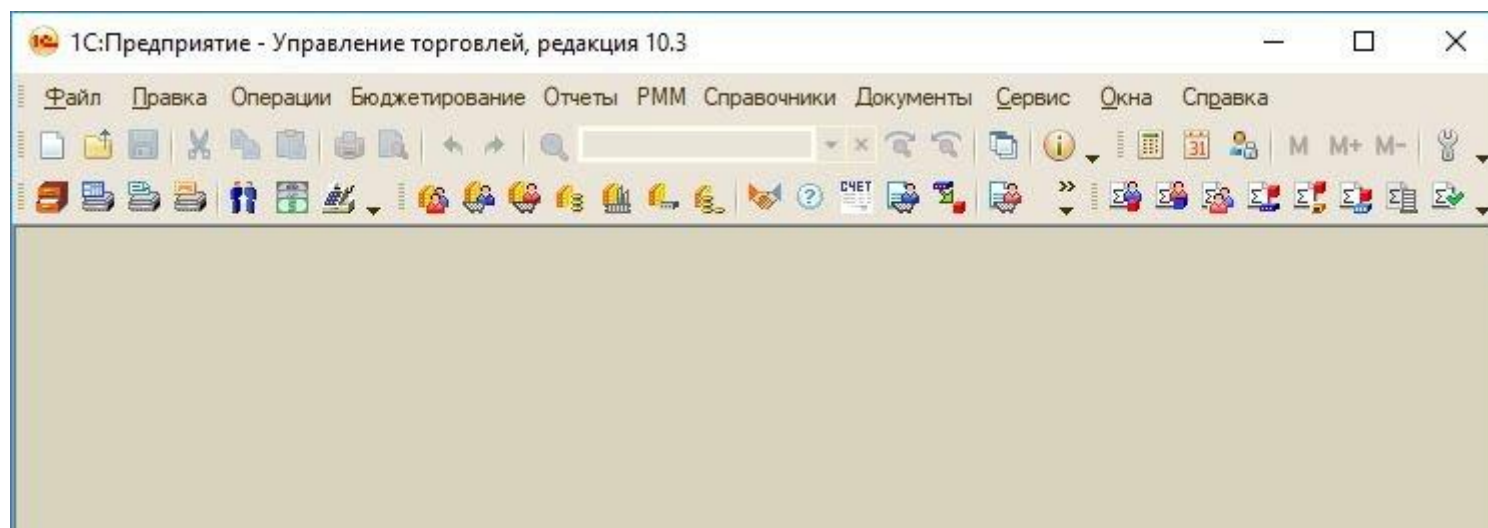 1С:Предприятие - Управление торговлей, редакция 10.3
Файл Правка Операции Бюджетирование Отчеты РММ Справочники Документы Сервис Окна Справка
31 M M+ M-
СЧЕТ